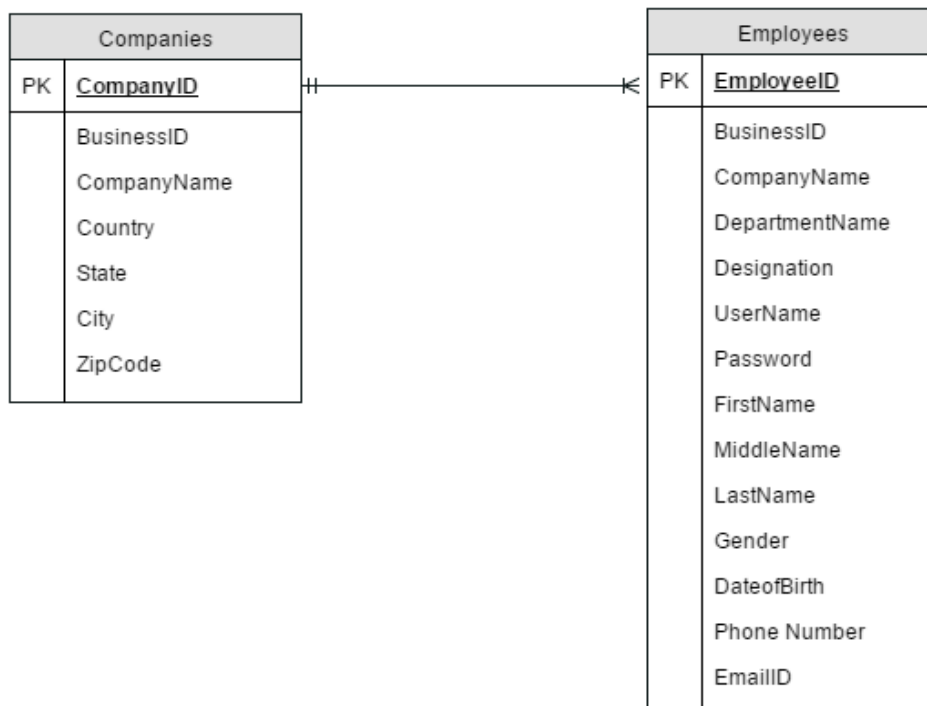 Companies
PK CompanyID
BusinessID
CompanyName
Country
State
City
ZipCode
Employees
PK EmployeeID
BusinessID
CompanyName
DepartmentName
Designation
UserName
Password
FirstName
MiddleName
LastName
Gender
DateofBirth
Phone Number
EmailID